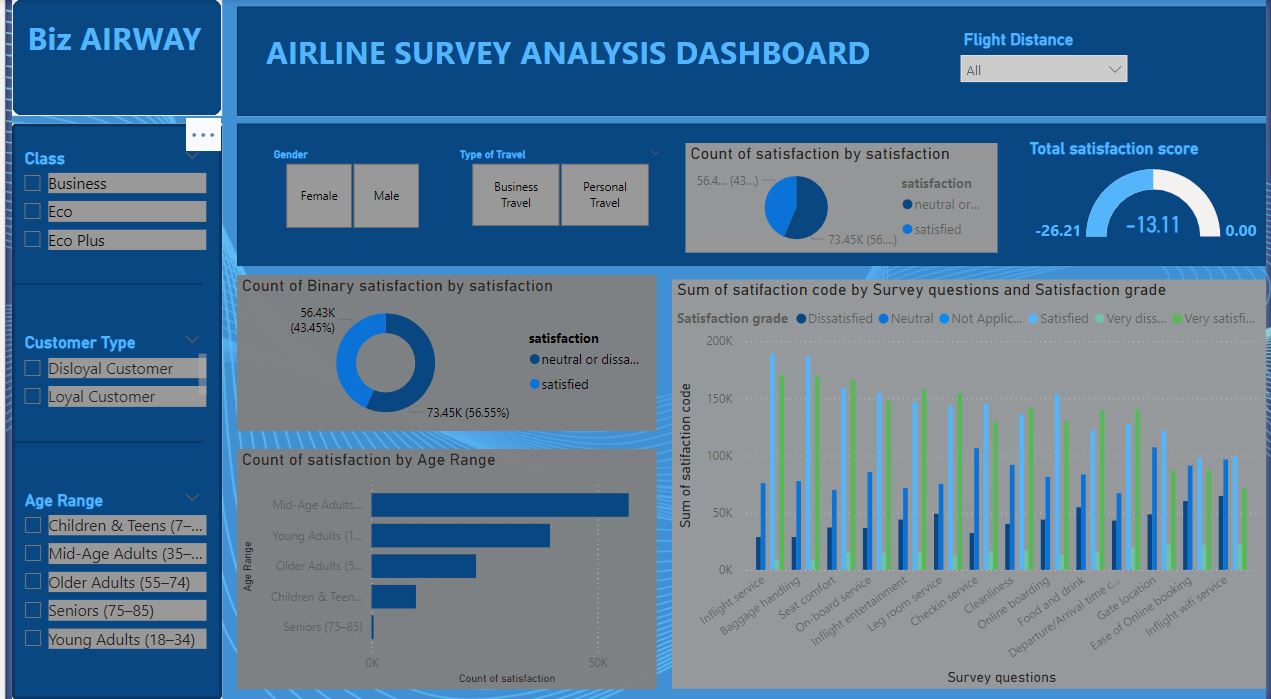 Biz AIRWAY
AIRLINE SURVEY ANALYSIS DASHBOARD
Flight Distance
All
Class
Business
Eco
Eco Plus
Customer Type
Disloyal Customer
Loyal Customer
Age Range
Children & Teens (7–...
Mid-Age Adults (35–...
Older Adults (55–74)
Seniors (75–85)
Young Adults (18–34)
Gender
Female
Male
Type of Travel
Business
Travel
Personal
Travel
Count of satisfaction by satisfaction
56.4... (43...)
73.45K (56....)
satisfaction
neutral or...
satisfied
Total satisfaction score
-26.21
-13.11
0.00
Count of Binary satisfaction by satisfaction
56.43K
(43.45%)
73.45K (56.55%)
satisfaction
neutral or dissa...
satisfied
Count of satisfaction by Age Range
Age Range
Mid-Age Adults...
Young Adults (1...
Older Adults (5...
Children & Teen...
Seniors (75–85)
0K
50K
Count of satisfaction
Sum of satifaction code by Survey questions and Satisfaction grade
Satisfaction grade
Dissatisfied
Neutral
Not Applic...
Satisfied
Very diss...
Very satisfi...
Sum of satifaction code
200K
150K
100K
50K
0K
Inflight service
Baggage handling
Seat comfort
On-board service
Inflight entertainment
Leg room service
Checkin service
Cleanliness
Online boarding
Food and drink
Departure/Arrival time c...
Gate location
Ease of Online booking
Inflight wifi service
Survey questions